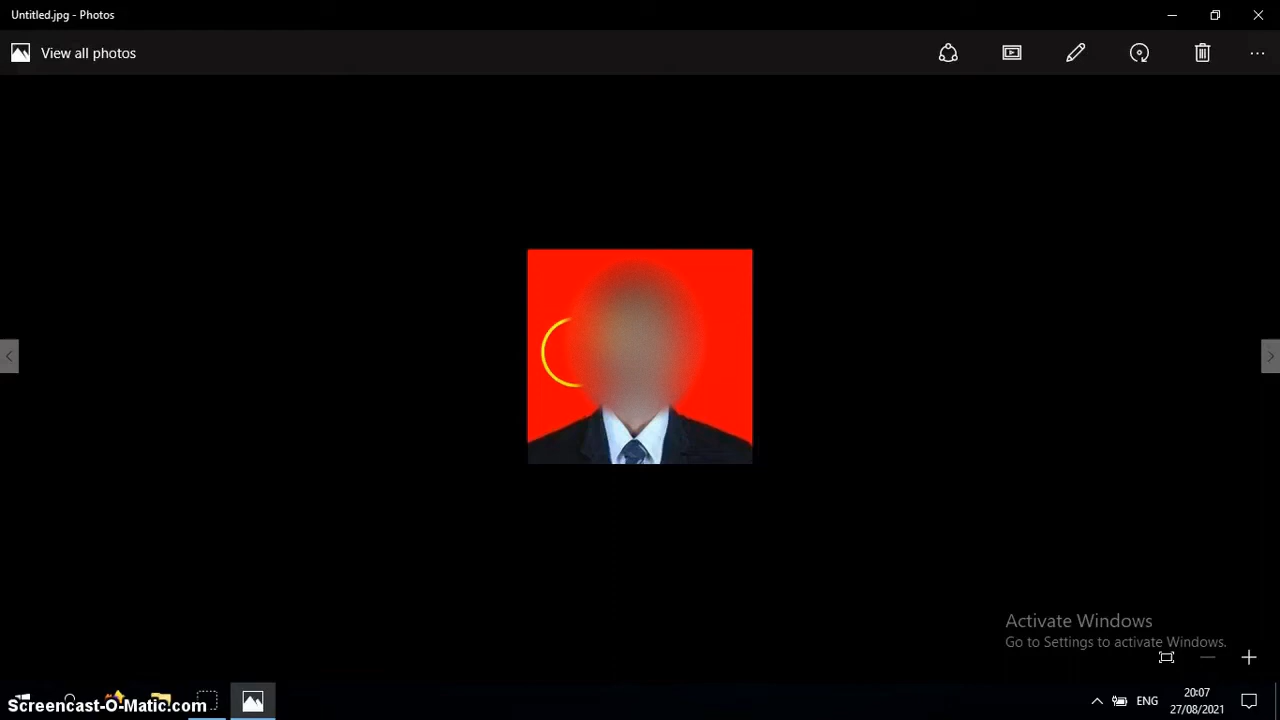 Untitled.jpg - Photos
View all photos
Activate Windows
Go to Settings to activate Windows.
ENG
20:07
27/08/2021
Screencast-O-Matic.com